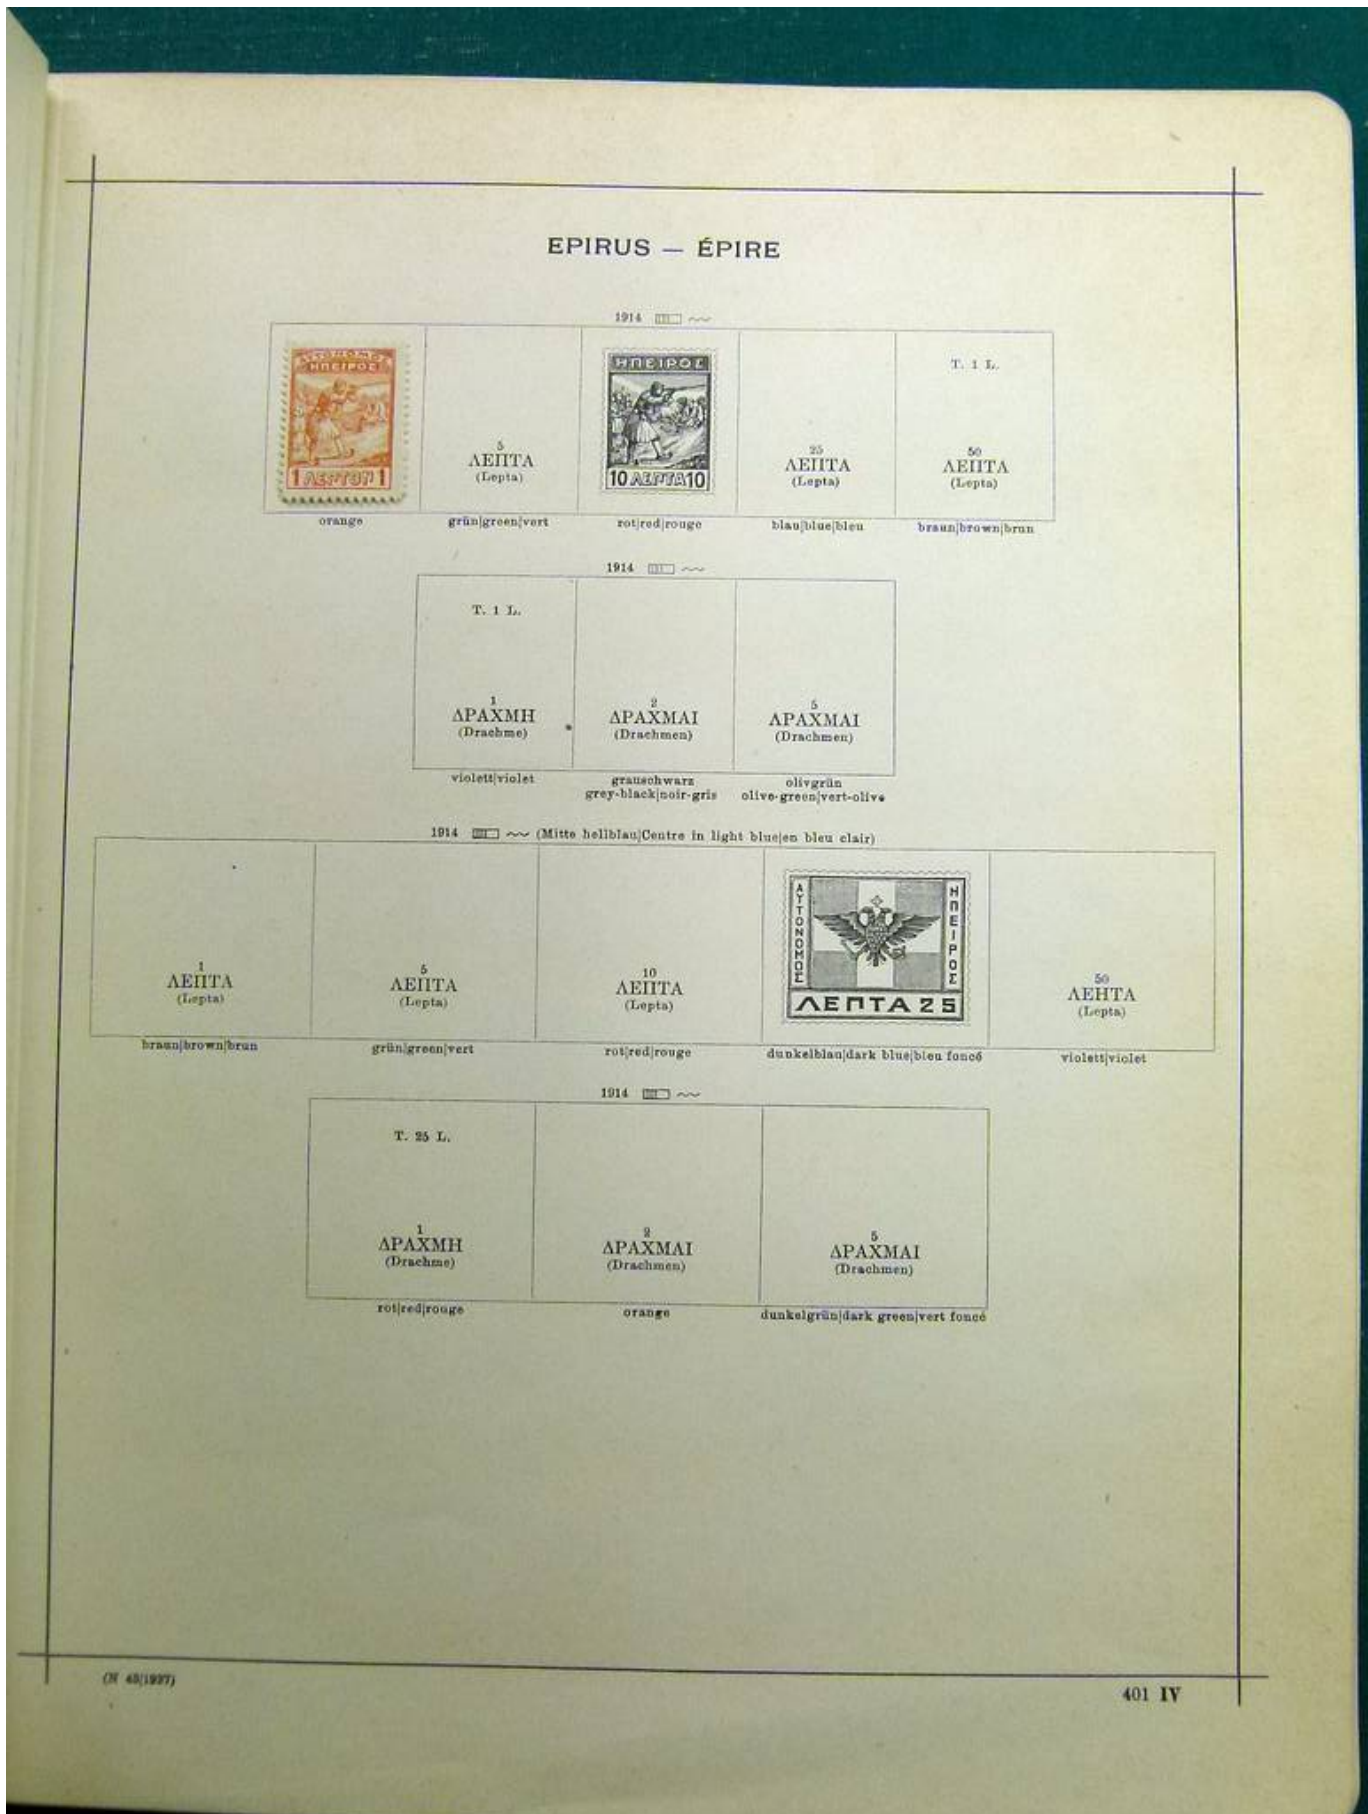 EPIRUS — ÉPIRE
1914
ΑΥΤΟΝΟΜΟΣ
ΗΠΕΙΡΟΣ
1 ΛΕΠΤΟΝ 1
5
ΛΕΠΤΑ
(Lepta)
ΗΠΕΙΡΟΣ
10 ΛΕΠΤΑ 10
25
ΛΕΠΤΑ
(Lepta)
T. 1 L.
50
ΛΕΠΤΑ
(Lepta)
orange
grün|green|vert
rot|red|rouge
blau|blue|bleu
braun|brown|brun
1914
T. 1 L.
1
ΔΡΑΧΜΗ
(Drachme)
2
ΔΡΑΧΜΑΙ
(Drachmen)
5
ΔΡΑΧΜΑΙ
(Drachmen)
violett|violet
grauschwarz
grey-black|noir-gris
olivgrün
olive-green|vert-olive
1914 (Mitte hellblau|Centre in light blue|en bleu clair)
1
ΛΕΠΤΑ
(Lepta)
5
ΛΕΠΤΑ
(Lepta)
10
ΛΕΠΤΑ
(Lepta)
ΑΥΤΟΝΟΜΟΣ
ΗΠΕΙΡΟΣ
ΛΕΠΤΑ 25
50
ΛΕΗΤΑ
(Lepta)
braun|brown|brun
grün|green|vert
rot|red|rouge
dunkelblau|dark blue|bleu foncé
violett|violet
1914
T. 25 L.
1
ΔΡΑΧΜΗ
(Drachme)
2
ΔΡΑΧΜΑΙ
(Drachmen)
5
ΔΡΑΧΜΑΙ
(Drachmen)
rot|red|rouge
orange
dunkelgrün|dark green|vert foncé
401 IV